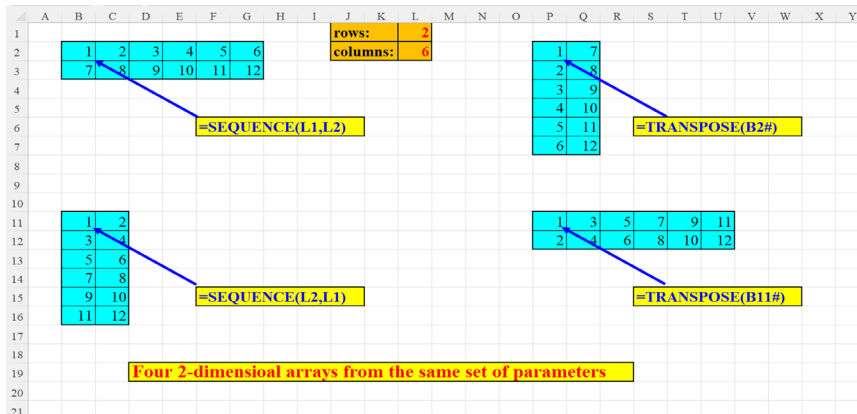 A B C D E F G H I J K L M N O P Q R S T U V W X Y
1 rows: 2
2 1 2 3 4 5 6 columns: 6 1 7
3 7 8 9 10 11 12 2 8
4 3 9
5 4 10
6 =SEQUENCE(L1,L2) 5 11 =TRANSPOSE(B2#)
7 6 12
8
9
10
11 1 2 1 3 5 7 9 11
12 3 4 2 4 6 8 10 12
13 5 6
14 7 8
15 9 10 =SEQUENCE(L2,L1) =TRANSPOSE(B11#)
16 11 12
17
18
19 Four 2-dimensioal arrays from the same set of parameters
20
21